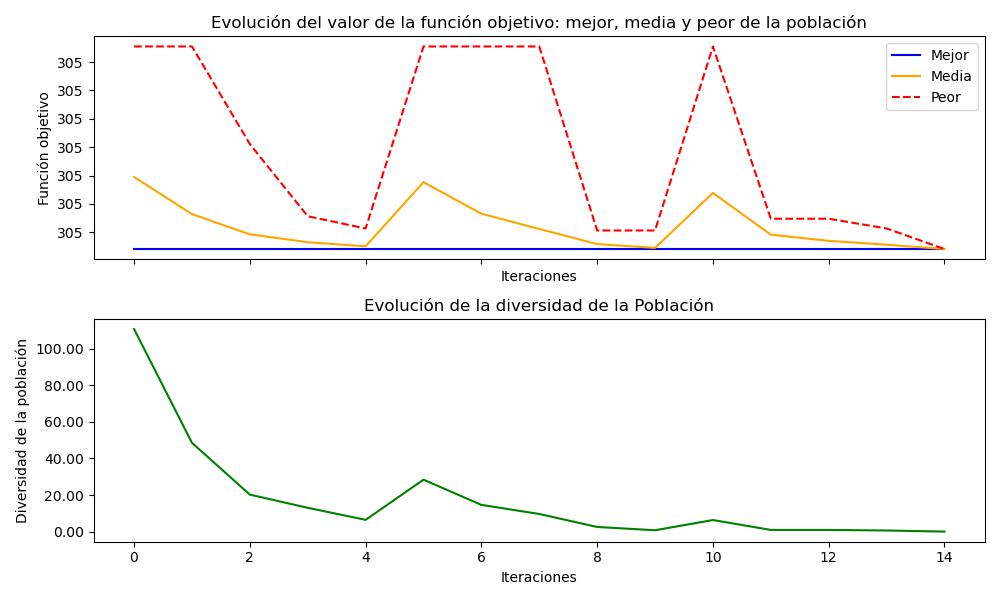 Evolución del valor de la función objetivo: mejor, media y peor de la población
Función objetivo
305
305
305
305
305
305
305
Mejor
Media
Peor
Iteraciones
Evolución de la diversidad de la Población
Diversidad de la población
100.00
80.00
60.00
40.00
20.00
0.00
0 2 4 6 8 10 12 14
Iteraciones